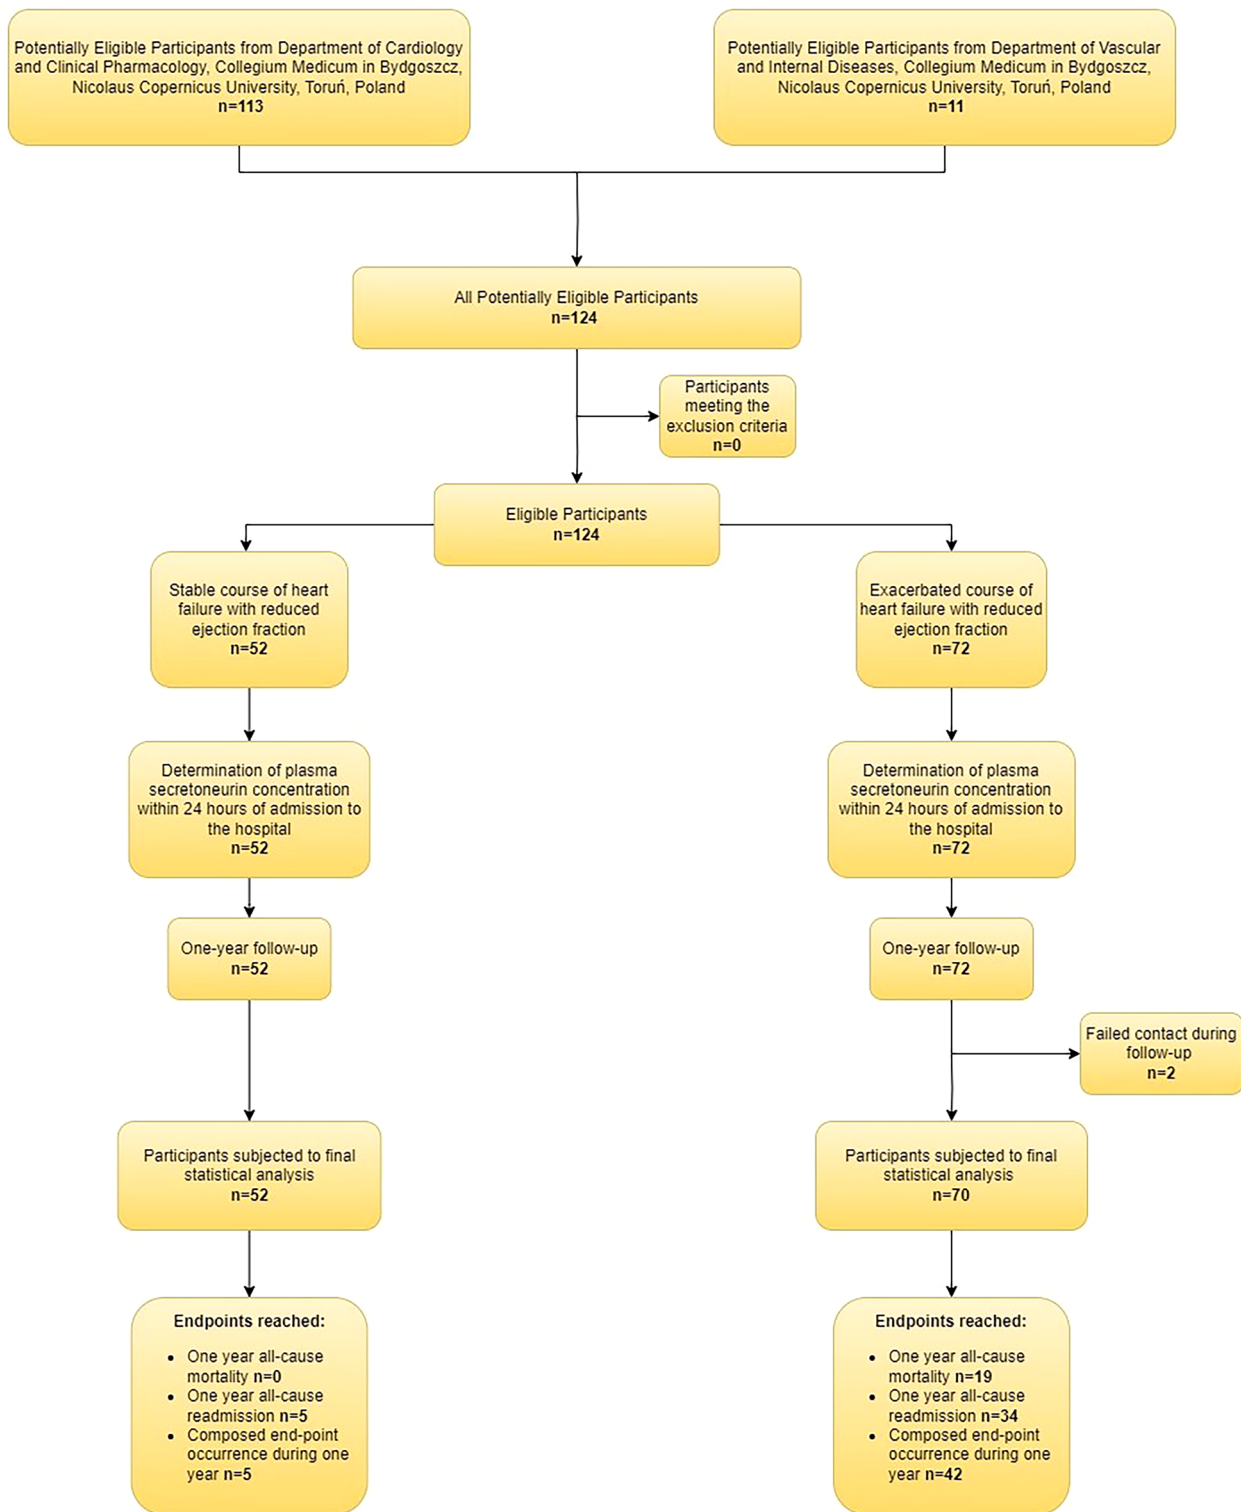 Potentially Eligible Participants from Department of Cardiology
and Clinical Pharmacology, Collegium Medicum in Bydgoszcz,
Nicolaus Copernicus University, Toruń, Poland
n=113
Potentially Eligible Participants from Department of Vascular
and Internal Diseases, Collegium Medicum in Bydgoszcz,
Nicolaus Copernicus University, Toruń, Poland
n=11
All Potentially Eligible Participants
n=124
Participants
meeting the
exclusion criteria
n=0
Eligible Participants
n=124
Stable course of heart
failure with reduced
ejection fraction
n=52
Exacerbated course of
heart failure with reduced
ejection fraction
n=72
Determination of plasma
secretoneurin concentration
within 24 hours of admission to
the hospital
n=52
Determination of plasma
secretoneurin concentration
within 24 hours of admission to
the hospital
n=72
One-year follow-up
n=52
One-year follow-up
n=72
Failed contact during
follow-up
n=2
Participants subjected to final
statistical analysis
n=52
Participants subjected to final
statistical analysis
n=70
Endpoints reached:
• One year all-cause
mortality n=0
• One year all-cause
readmission n=5
• Composed end-point
occurrence during one
year n=5
Endpoints reached:
• One year all-cause
mortality n=19
• One year all-cause
readmission n=34
• Composed end-point
occurrence during one
year n=42